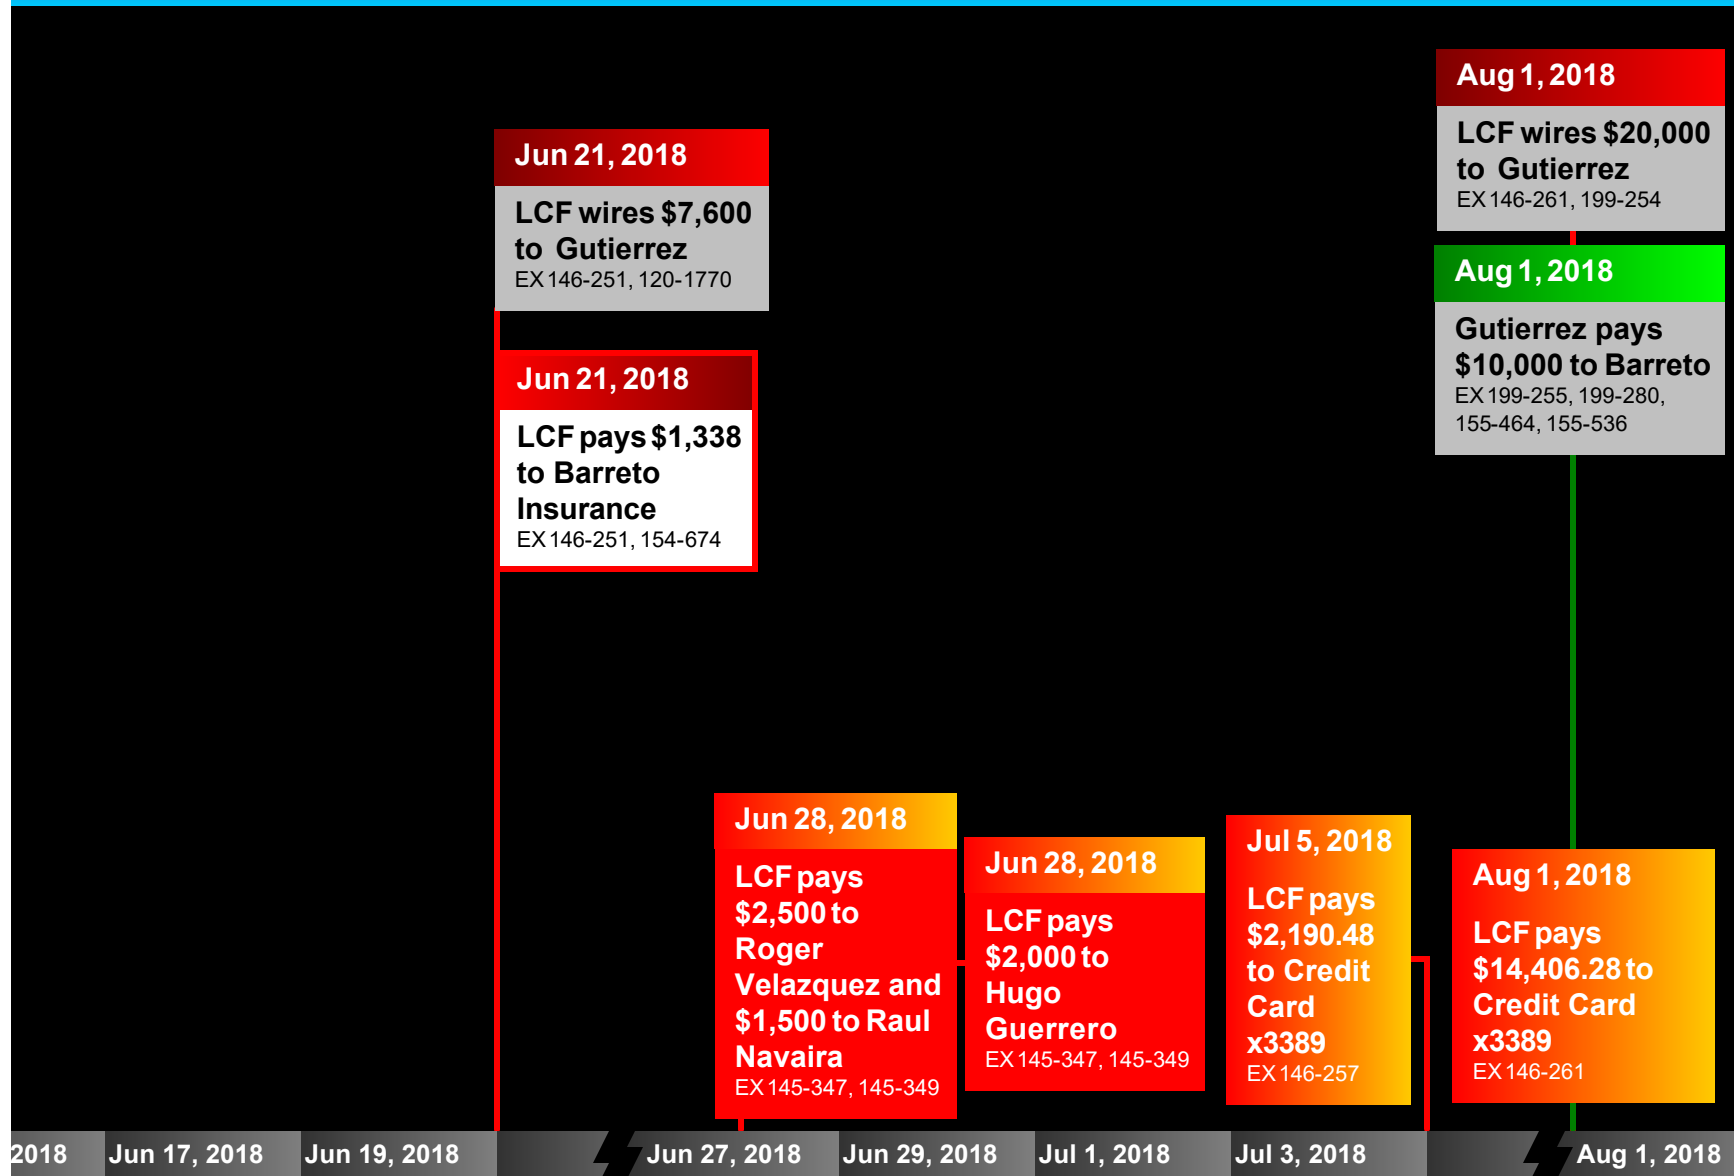 Jun 21, 2018
LCF wires $7,600
to Gutierrez
EX 146-251, 120-1770
Jun 21, 2018
LCF pays $1,338
to Barreto
Insurance
EX 146-251, 154-674
Aug 1, 2018
LCF wires $20,000
to Gutierrez
EX 146-261, 199-254
Aug 1, 2018
Gutierrez pays
$10,000 to Barreto
EX 199-255, 199-280,
155-464, 155-536
Jun 28, 2018
LCF pays
$2,500 to
Roger
Velazquez and
$1,500 to Raul
Navaira
EX 145-347, 145-349
Jun 28, 2018
LCF pays
$2,000 to
Hugo
Guerrero
EX 145-347, 145-349
Jul 5, 2018
LCF pays
$2,190.48
to Credit
Card
x3389
EX 146-257
Aug 1, 2018
LCF pays
$14,406.28 to
Credit Card
x3389
EX 146-261
2018 Jun 17, 2018 Jun 19, 2018 Jun 27, 2018 Jun 29, 2018 Jul 1, 2018 Jul 3, 2018 Aug 1, 2018